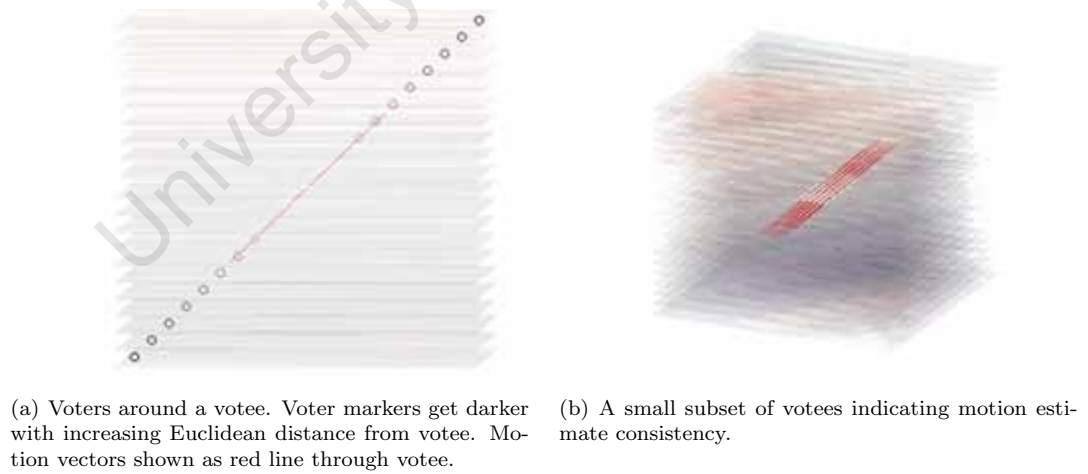 University
(a) Voters around a votee. Voter markers get darker
with increasing Euclidean distance from votee. Mo-
tion vectors shown as red line through votee.
(b) A small subset of votees indicating motion esti-
mate consistency.